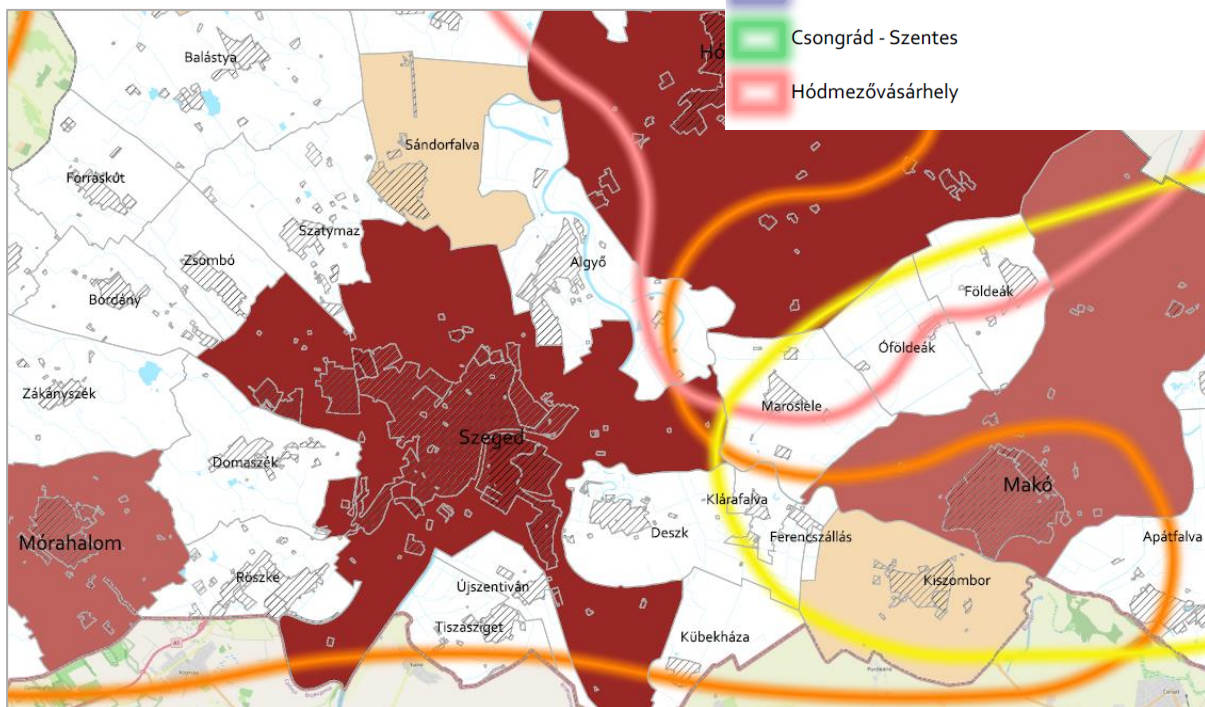 Csongrád - Szentes
Hódmezővásárhely
Balástya
Hó
Sándorfalva
Forráskút
Szatymaz
Zsombó
Algyő
Bordány
Földeák
Óföldeák
Zákányszék
Maroslele
Szeged
Domaszék
Makó
Klárafalva
Mórahalom
Deszk
Ferencszállás
Apátfalva
Röszke
Újszentiván
Kiszombor
Tiszasziget
Kübekháza